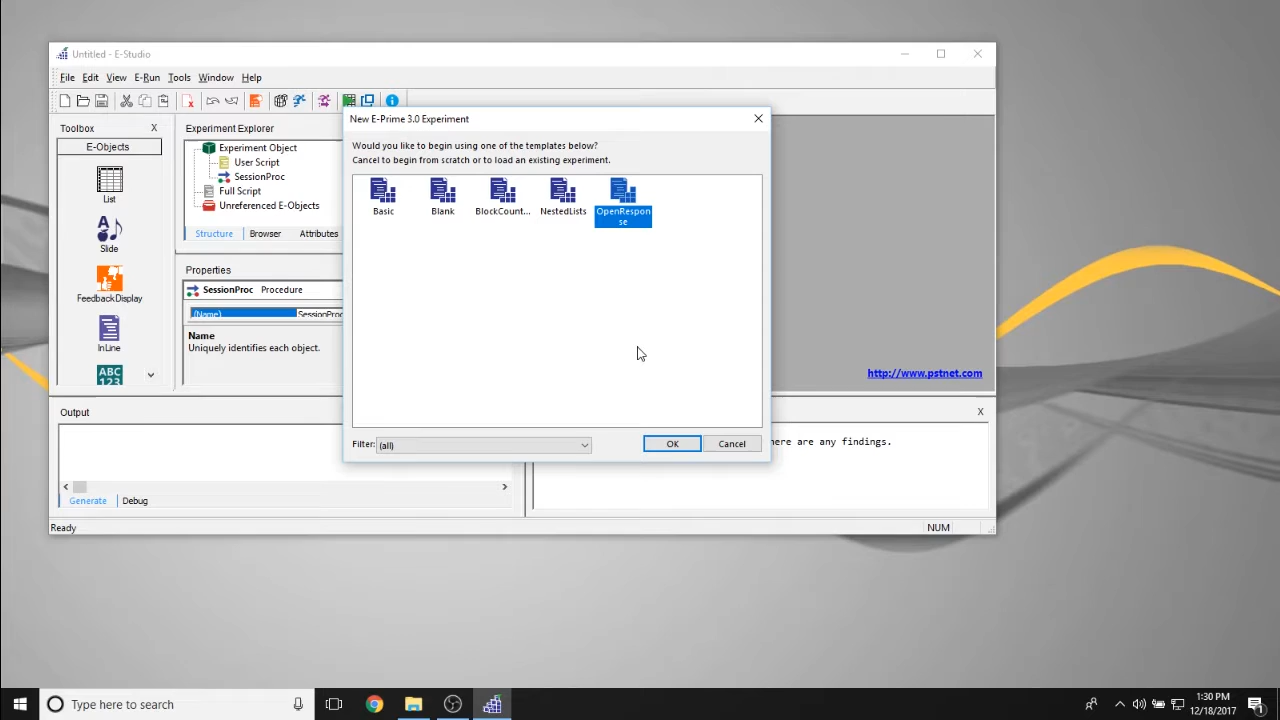 Untitled - E-Studio
File Edit View E-Run Tools Window Help
Toolbox X
E-Objects
List
A
Slide
FeedbackDisplay
InLine
ABC
123
Experiment Explorer
Experiment Object
User Script
SessionProc
Full Script
Unreferenced E-Objects
Structure Browser Attributes
Properties
SessionProc Procedure
(Name) SessionProc
Name
Uniquely identifies each object.
New E-Prime 3.0 Experiment
Would you like to begin using one of the templates below?
Cancel to begin from scratch or to load an existing experiment.
Basic Blank BlockCount... NestedLists OpenRespon
se
Filter: (all) OK Cancel
http://www.pstnet.com
Output X
here are any findings.
Generate Debug
Ready NUM
Type here to search
1:30 PM
12/18/2017
1